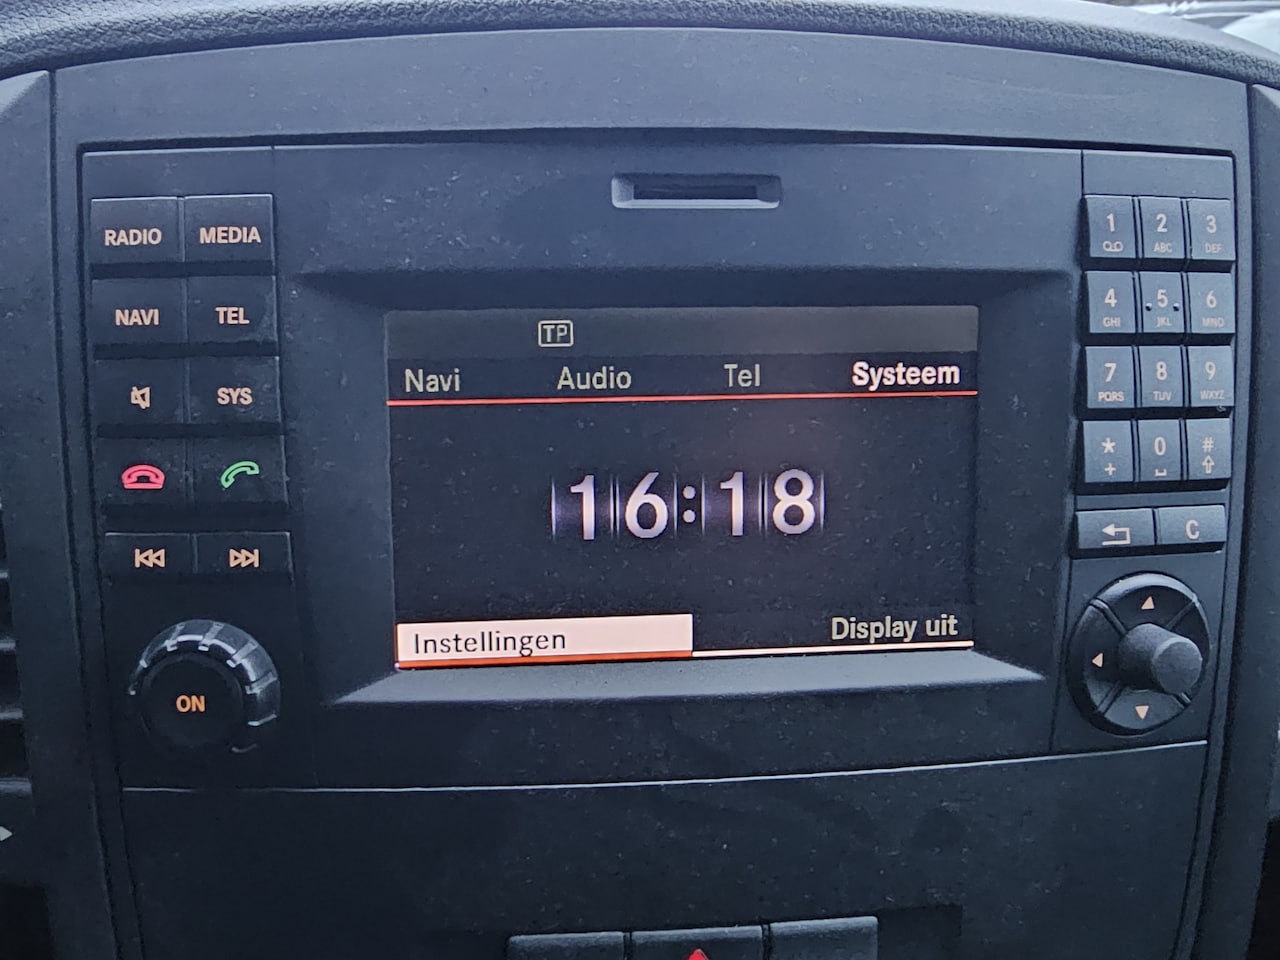 RADIO MEDIA
NAVI TEL
SYS
ON
TP
Navi Audio Tel Systeem
16:18
Instellingen Display uit
1 2 3
ABC DEF
4 5 6
GHI JKL MNO
7 8 9
PQRS TUV WXYZ
* 0 #
+
C